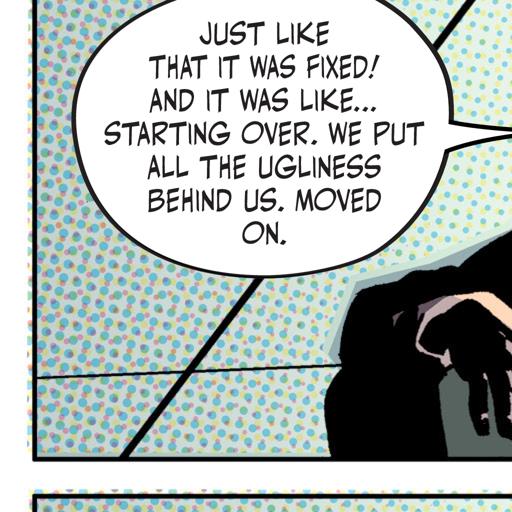 JUST LIKE
THAT IT WAS FIXED!
AND IT WAS LIKE...
STARTING OVER. WE PUT
ALL THE UGLINESS
BEHIND US. MOVED
ON.